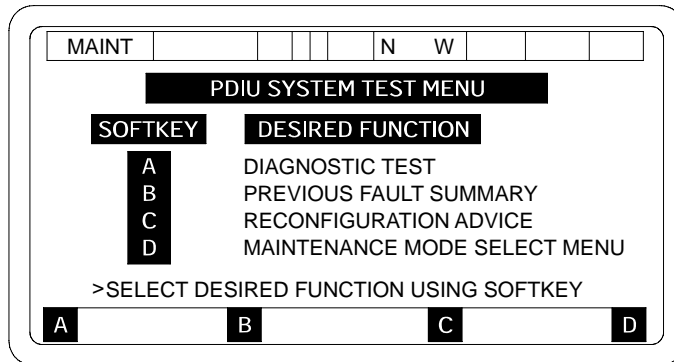 MAINT N W
PDIU SYSTEM TEST MENU
SOFTKEY DESIRED FUNCTION
A DIAGNOSTIC TEST
B PREVIOUS FAULT SUMMARY
C RECONFIGURATION ADVICE
D MAINTENANCE MODE SELECT MENU
>SELECT DESIRED FUNCTION USING SOFTKEY
A B C D